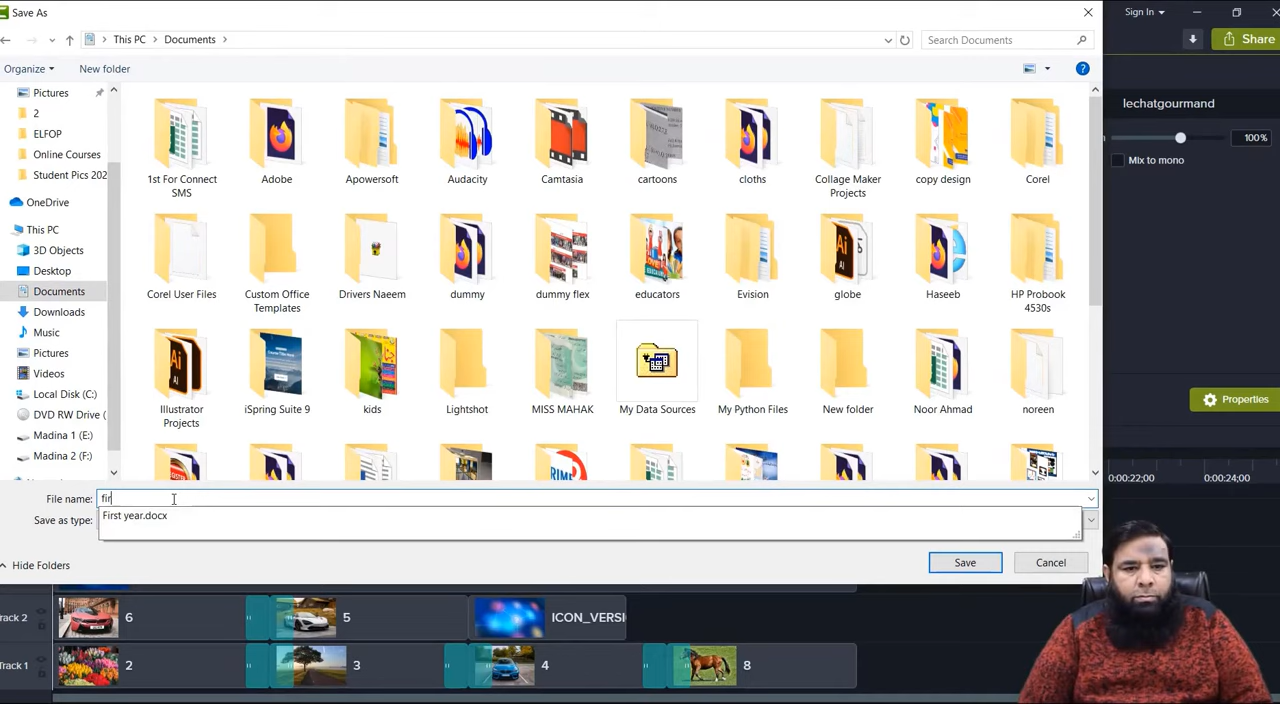 Save As
Sign In
Share
This PC
Documents
Search Documents
Organize
New folder
Pictures
2
ELFOP
Online Courses
Student Pics 202
OneDrive
This PC
3D Objects
Desktop
Documents
Downloads
Music
Pictures
Videos
Local Disk (C:)
DVD RW Drive (
Madina 1 (E:)
Madina 2 (F:)
1st For Connect SMS
Adobe
Apowersoft
Audacity
Camtasia
cartoons
cloths
Collage Maker Projects
copy design
Corel
Corel User Files
Custom Office Templates
Drivers Naeem
dummy
dummy flex
educators
Evision
globe
Haseeb
HP Probook 4530s
Illustrator Projects
iSpring Suite 9
kids
Lightshot
MISS MAHAK
My Data Sources
My Python Files
New folder
Noor Ahmad
noreen
File name: fir
First year.docx
Save as type:
Hide Folders
Save
Cancel
lechatgourmand
100%
Mix to mono
Properties
0:00:22;00
0:00:24;00
rack 2
6
5
ICON_VERSI
rack 1
2
3
4
8